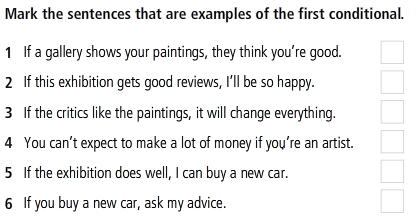 Mark the sentences that are examples of the first conditional.
1 If a gallery shows your paintings, they think you're good.
2 If this exhibition gets good reviews, I'll be so happy.
3 If the critics like the paintings, it will change everything.
4 You can't expect to make a lot of money if you're an artist.
5 If the exhibition does well, I can buy a new car.
6 If you buy a new car, ask my advice.